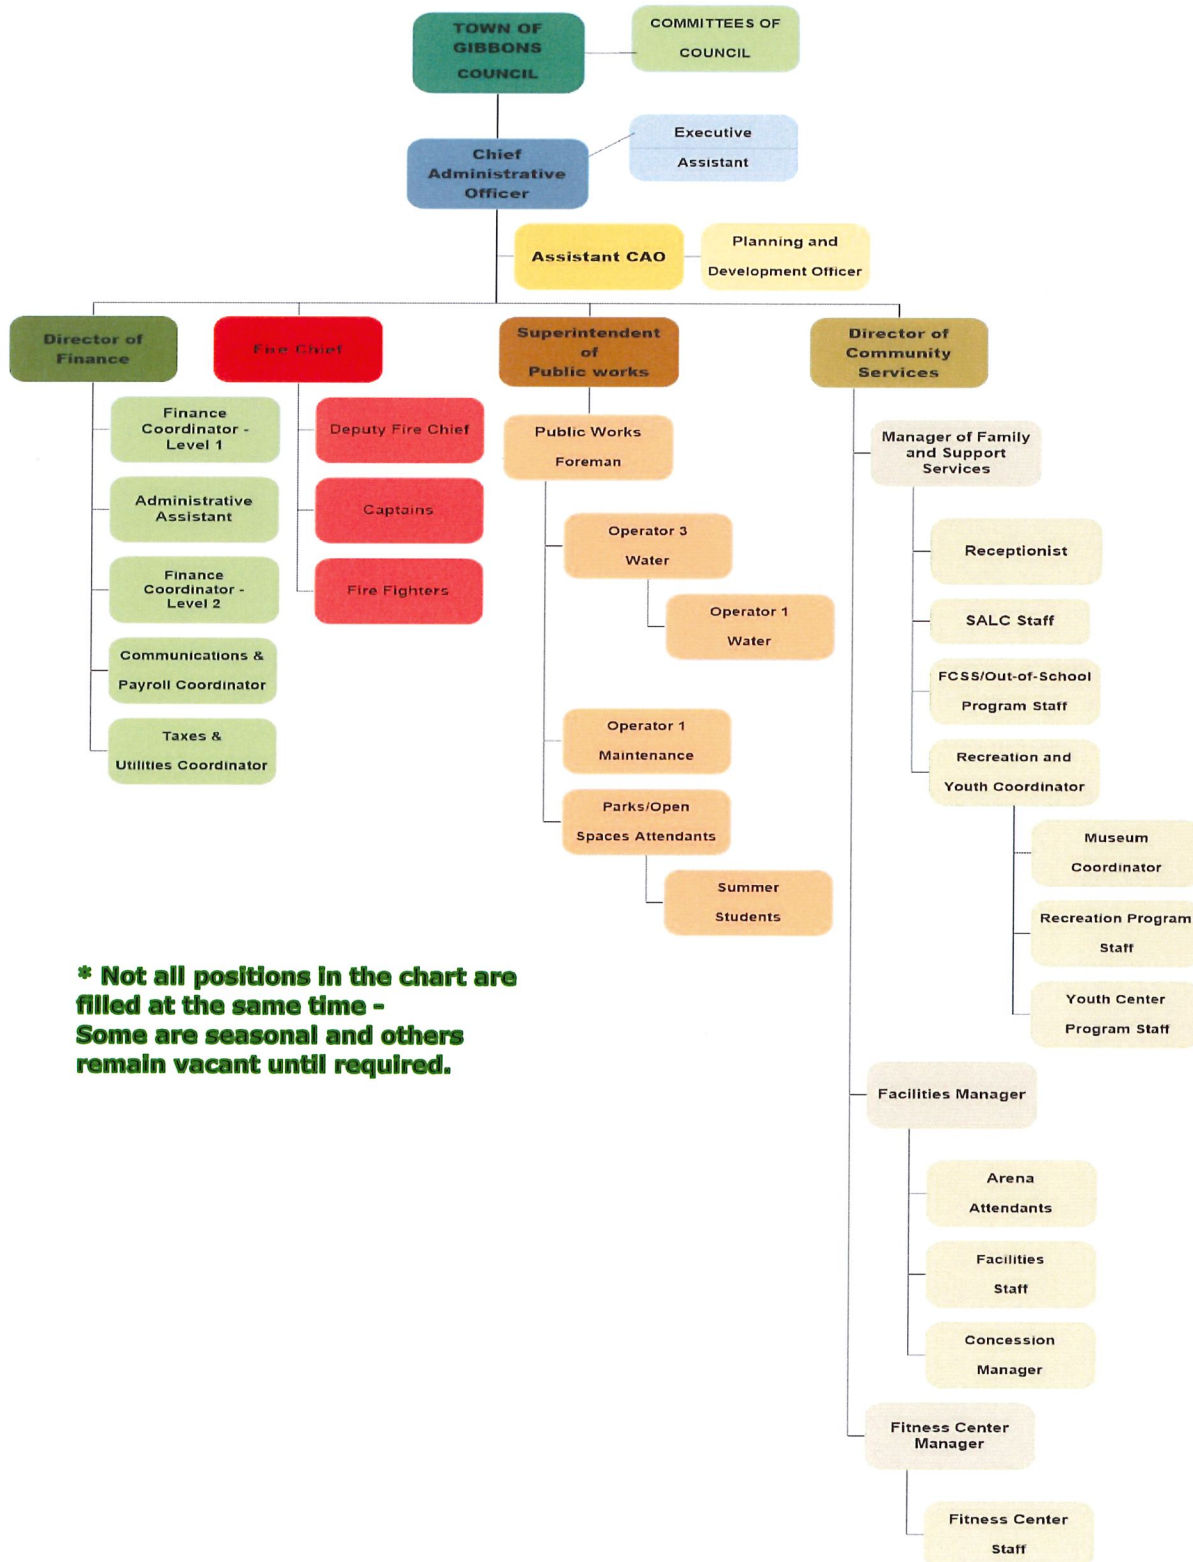 TOWN OF
GIBBONS
COUNCIL
COMMITTEES OF
COUNCIL
Chief
Administrative
Officer
Executive
Assistant
Assistant CAO
Planning and
Development Officer
Director of
Finance
Finance
Coordinator -
Level 1
Administrative
Assistant
Finance
Coordinator -
Level 2
Communications &
Payroll Coordinator
Taxes &
Utilities Coordinator
Fire Chief
Deputy Fire Chief
Captains
Fire Fighters
Superintendent
of
Public works
Public Works
Foreman
Operator 3
Water
Operator 1
Water
Operator 1
Maintenance
Parks/Open
Spaces Attendants
Summer
Students
Director of
Community
Services
Manager of Family
and Support
Services
Receptionist
SALC Staff
FCSS/Out-of-School
Program Staff
Recreation and
Youth Coordinator
Museum
Coordinator
Recreation Program
Staff
Youth Center
Program Staff
Facilities Manager
Arena
Attendants
Facilities
Staff
Concession
Manager
Fitness Center
Manager
Fitness Center
Staff
* Not all positions in the chart are
filled at the same time -
Some are seasonal and others
remain vacant until required.